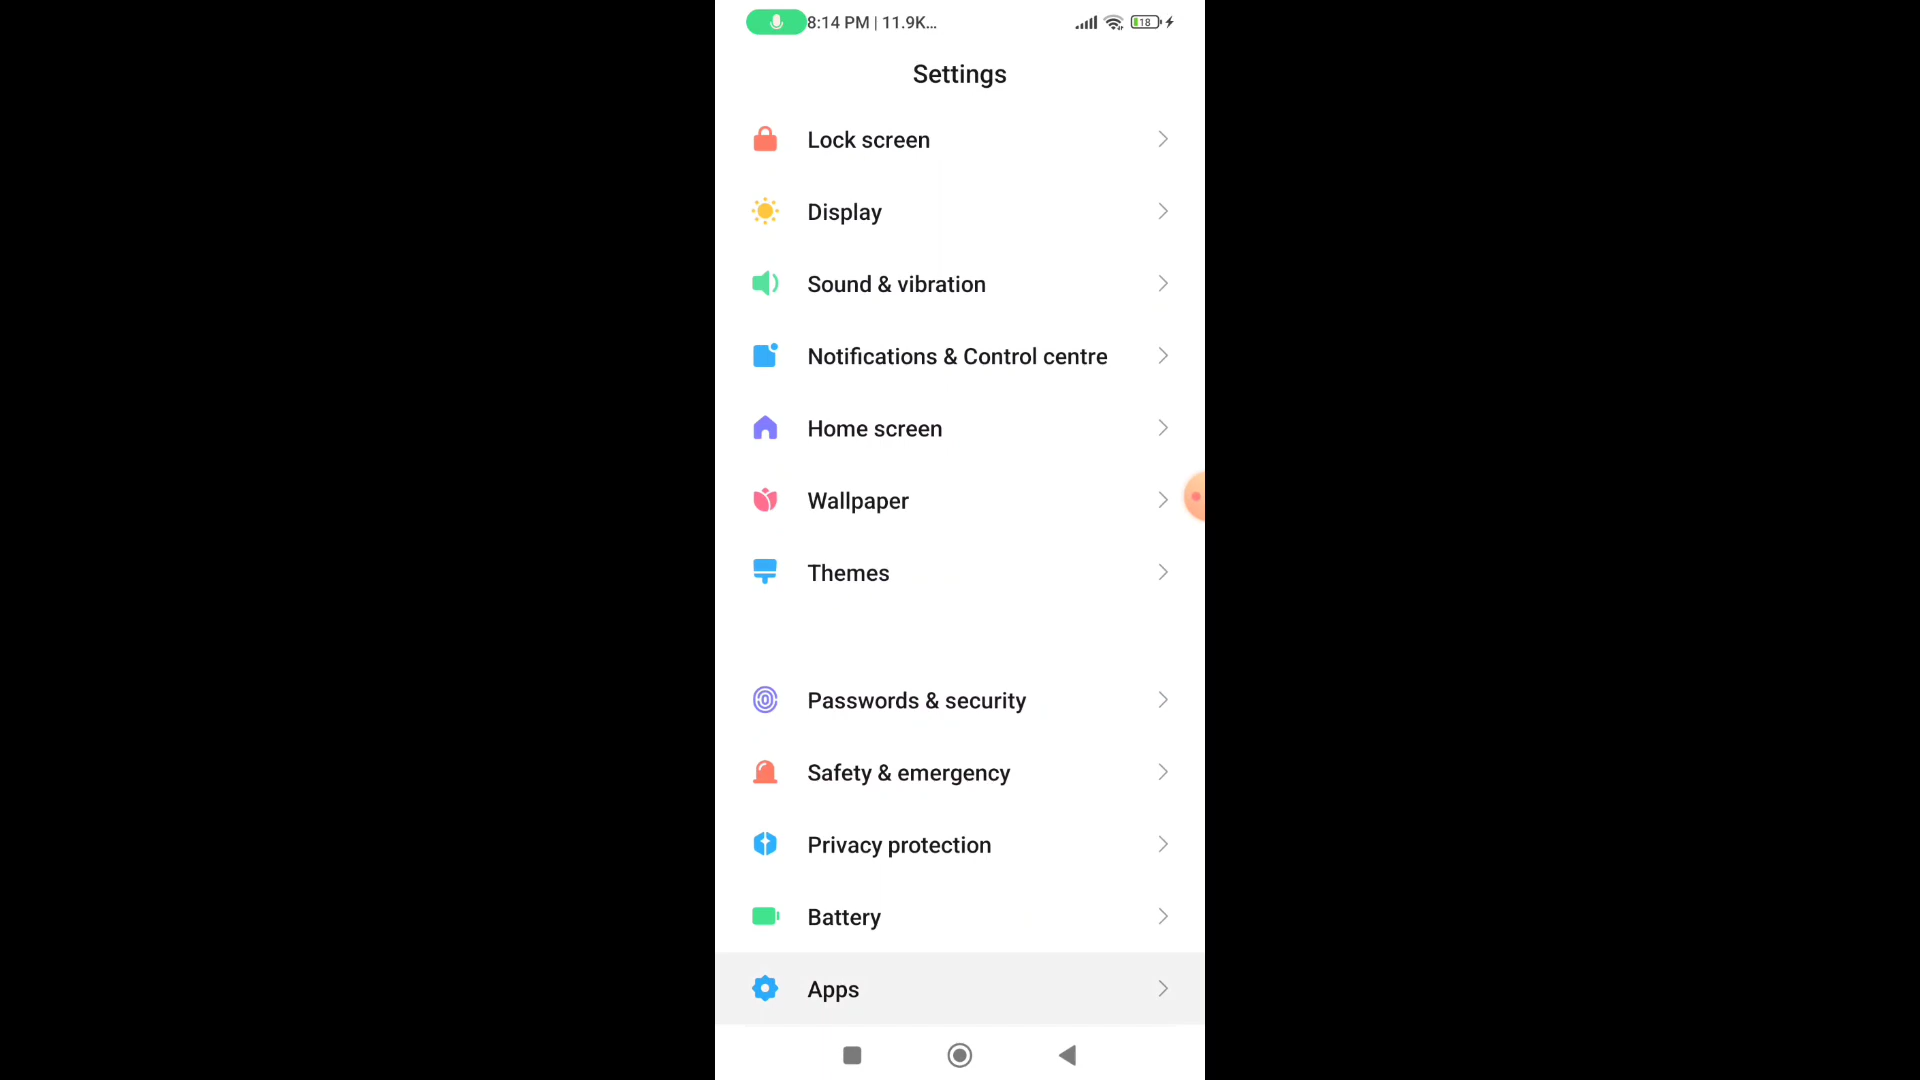 8:14 PM | 11.9K...
18
Settings
Lock screen
Display
Sound & vibration
Notifications & Control centre
Home screen
Wallpaper
Themes
Passwords & security
Safety & emergency
Privacy protection
Battery
Apps